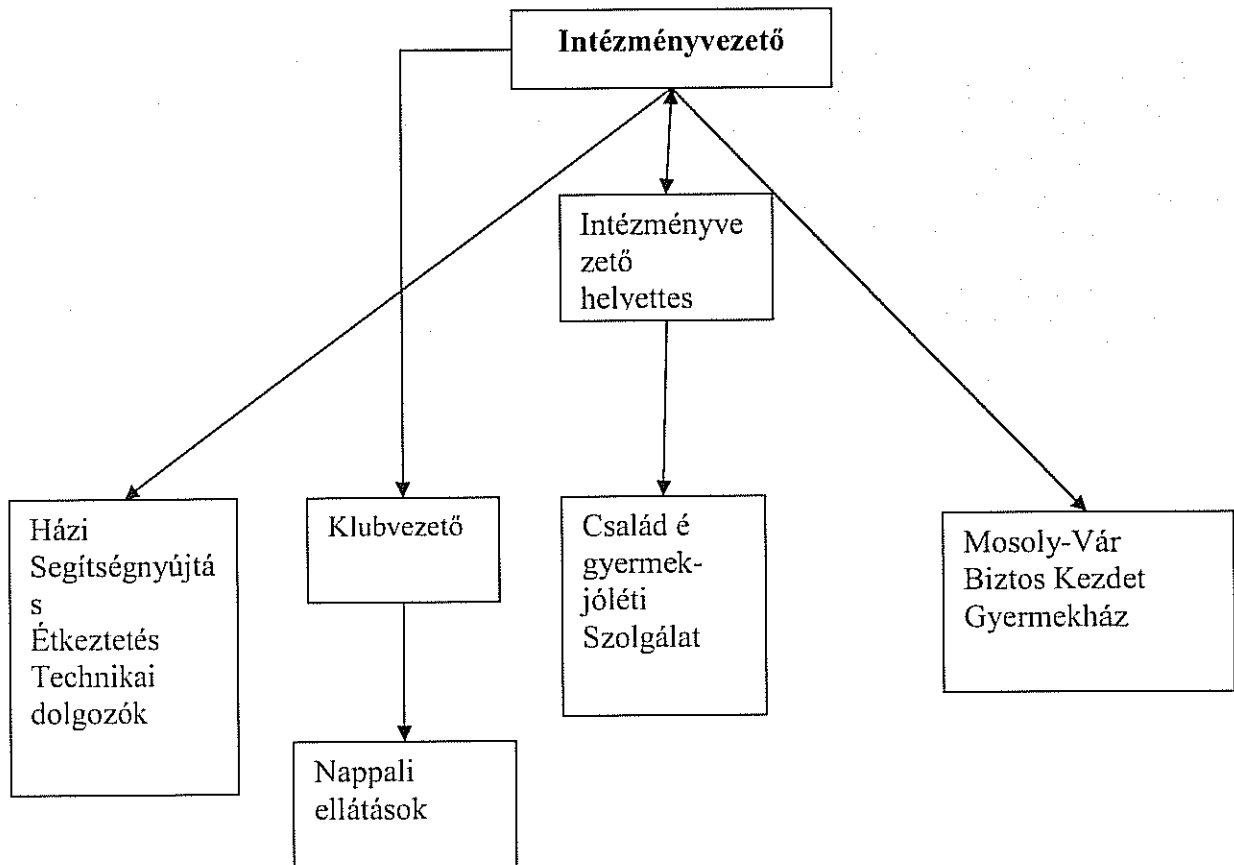 Intézményvezető
Intézményve
zető
helyettes
Házi
Segítségnyújtá
s
Étkeztetés
Technikai
dolgozók
Klubvezető
Család é
gyermek-
jóléti
Szolgálat
Mosoly-Vár
Biztos Kezdet
Gyermekház
Nappali
ellátások